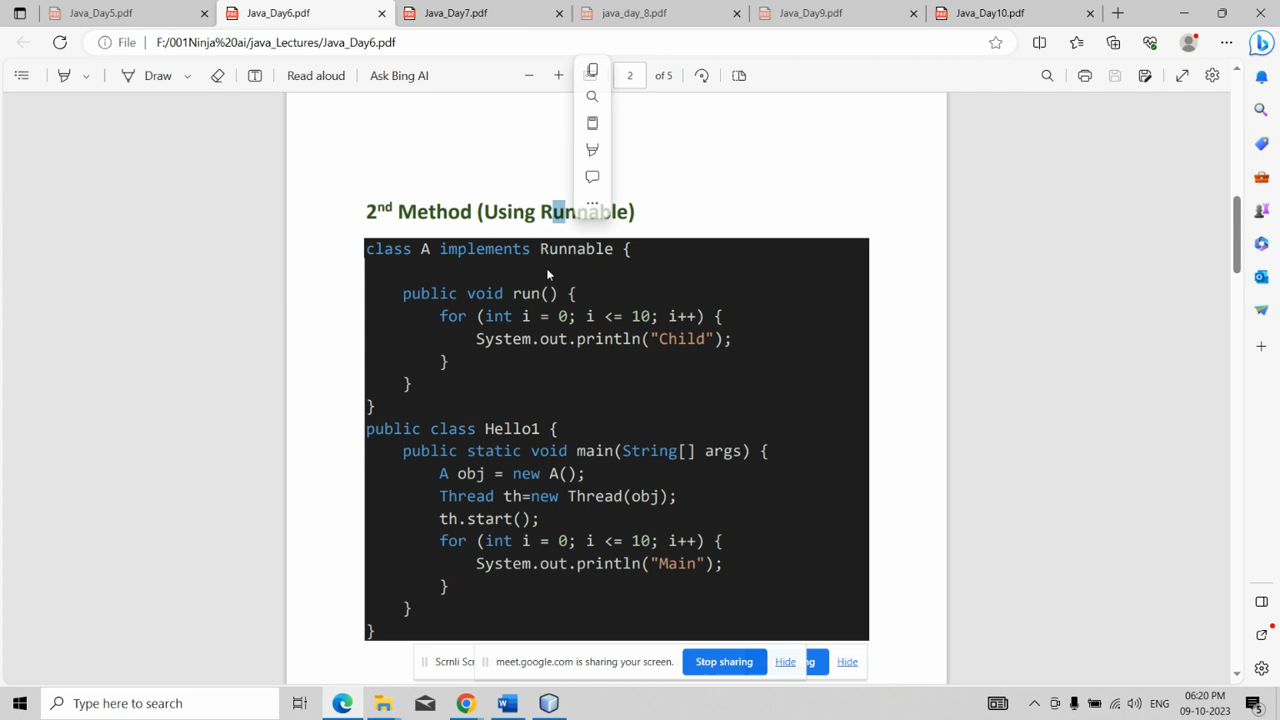 Java_Day5.pdf
Java_Day6.pdf
Java_Day7.pdf
java_day_8.pdf
Java_Day9.pdf
Java_Day10.pdf
File
F:/001Ninja%20ai/java_Lectures/Java_Day6.pdf
Draw
Read aloud
Ask Bing AI
2
of 5
2nd Method (Using Runnable)
class A implements Runnable {
public void run() {
for (int i = 0; i <= 10; i++) {
System.out.println("Child");
}
}
}
public class Hello1 {
public static void main(String[] args) {
A obj = new A();
Thread th=new Thread(obj);
th.start();
for (int i = 0; i <= 10; i++) {
System.out.println("Main");
}
}
}
meet.google.com is sharing your screen.
Stop sharing
Hide
Hide
Type here to search
ENG
06:20 PM
09-10-2023
5